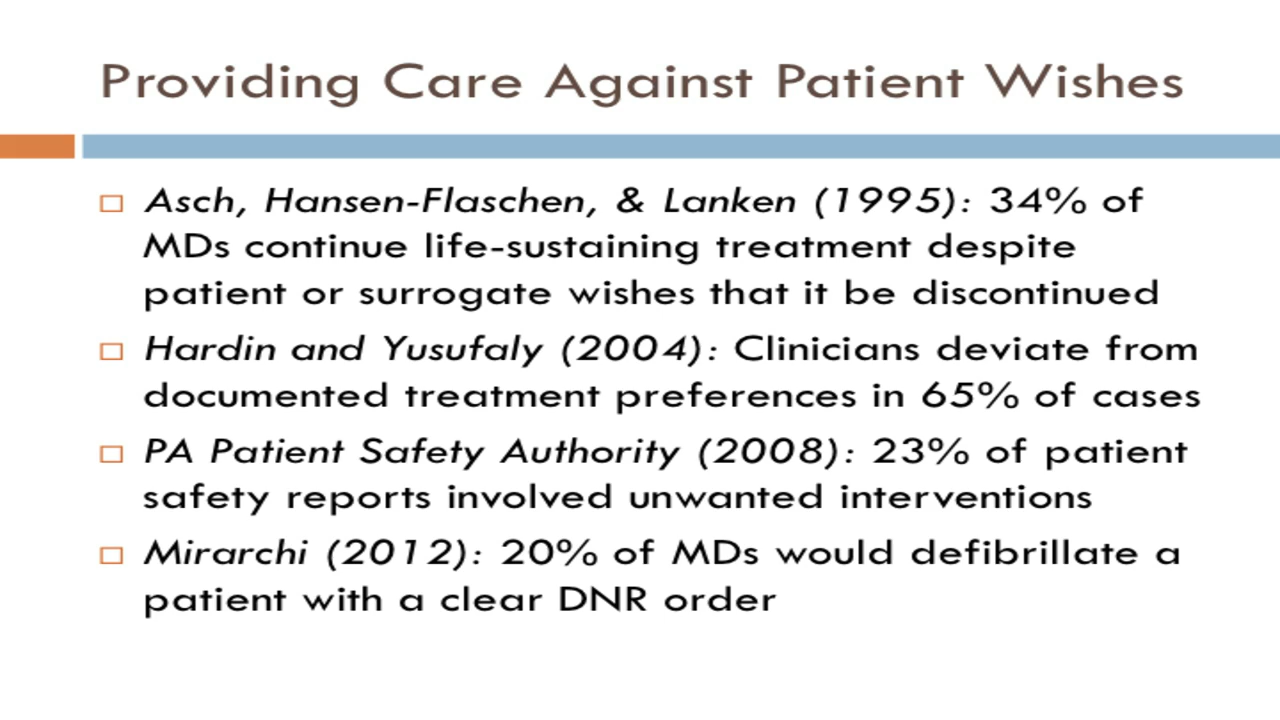 Providing Care Against Patient Wishes
Asch, Hansen-Flaschen, & Lanken (1995): 34% of
MDs continue life-sustaining treatment despite
patient or surrogate wishes that it be discontinued
Hardin and Yusufaly (2004): Clinicians deviate from
documented treatment preferences in 65% of cases
PA Patient Safety Authority (2008): 23% of patient
safety reports involved unwanted interventions
Mirarchi (2012): 20% of MDs would defibrillate a
patient with a clear DNR order